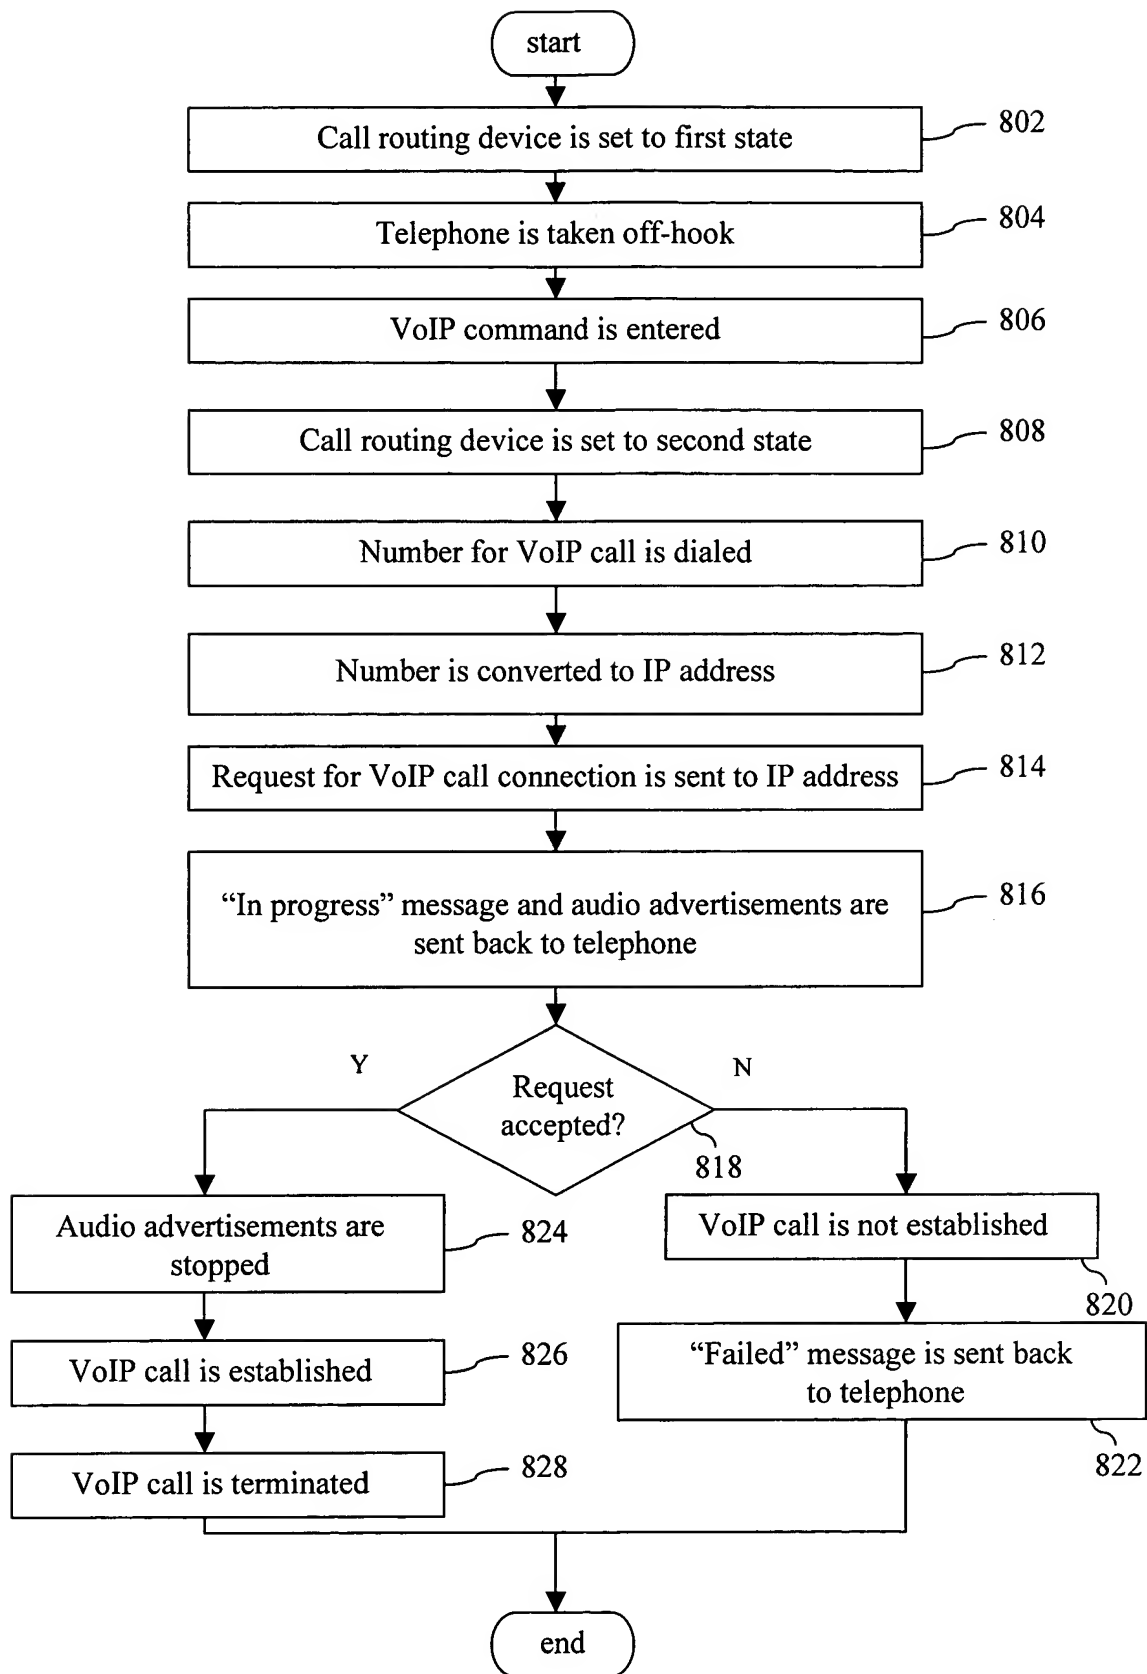 start
Call routing device is set to first state
802
Telephone is taken off-hook
804
VoIP command is entered
806
Call routing device is set to second state
808
Number for VoIP call is dialed
810
Number is converted to IP address
812
Request for VoIP call connection is sent to IP address
814
“In progress” message and audio advertisements are
sent back to telephone
816
Y
N
Request
accepted?
818
Audio advertisements are
stopped
824
VoIP call is not established
820
VoIP call is established
826
“Failed” message is sent back
to telephone
822
VoIP call is terminated
828
end